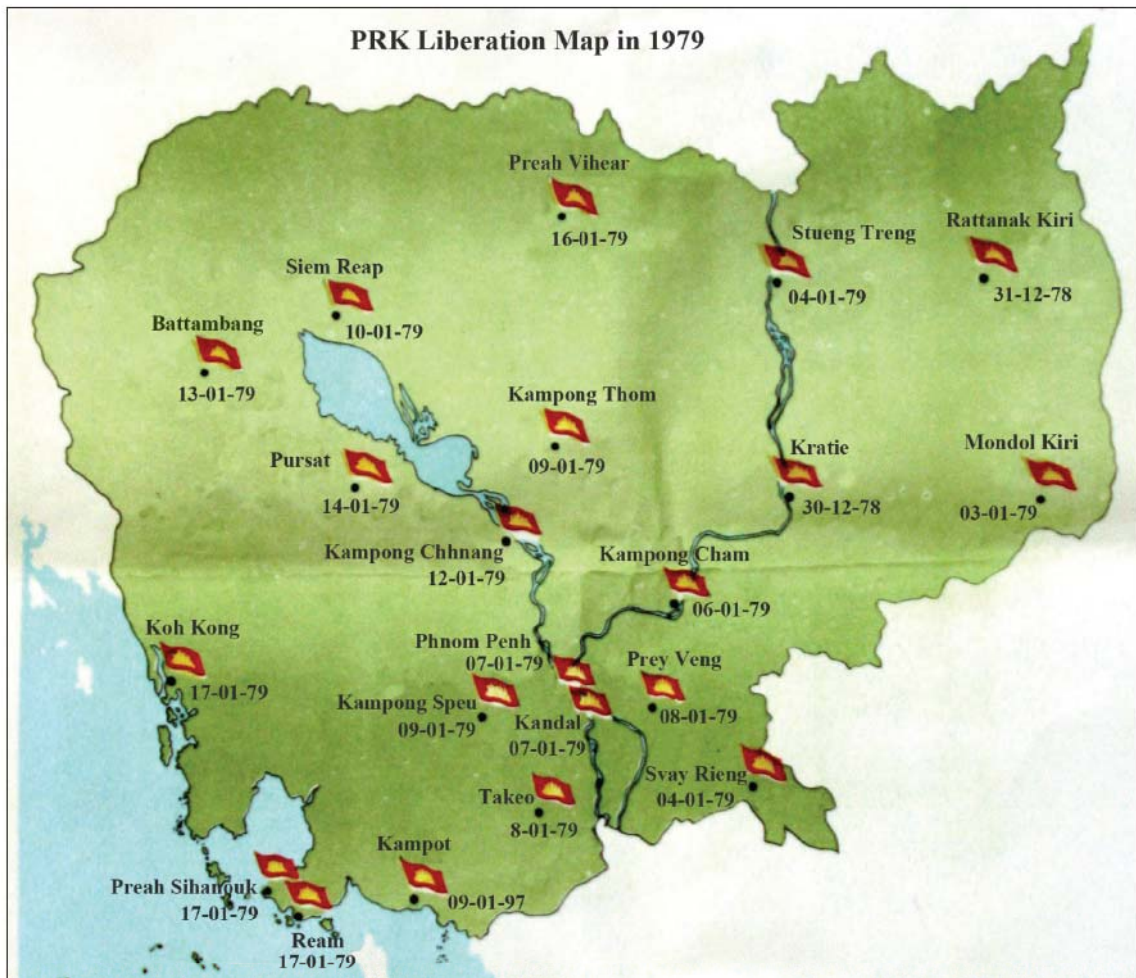 PRK Liberation Map in 1979
Preah Vihear
16-01-79
Stueng Treng
04-01-79
Rattanak Kiri
31-12-78
Siem Reap
10-01-79
Battambang
13-01-79
Kampong Thom
09-01-79
Kratie
30-12-78
Mondol Kiri
03-01-79
Pursat
14-01-79
Kampong Chhnang
12-01-79
Kampong Cham
06-01-79
Koh Kong
17-01-79
Phnom Penh
07-01-79
Prey Veng
08-01-79
Kampong Speu
09-01-79
Kandal
07-01-79
Svay Rieng
04-01-79
Takeo
8-01-79
Kampot
09-01-97
Preah Sihanouk
17-01-79
Ream
17-01-79